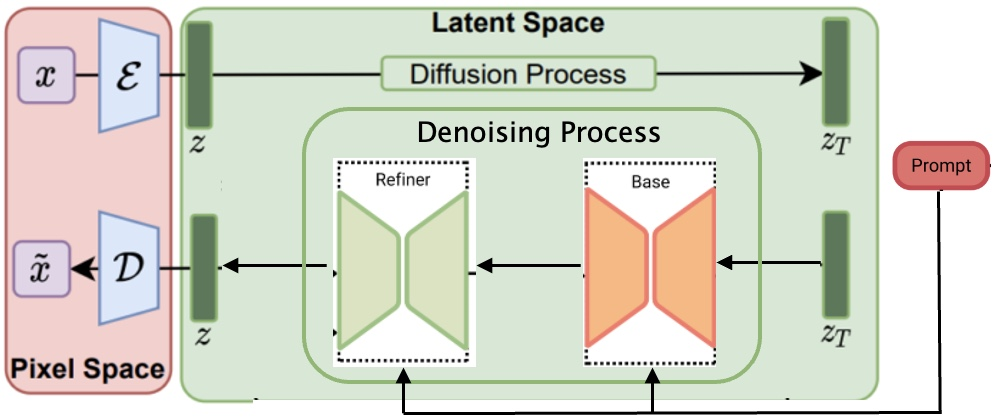 Latent Space
x
ℰ
Diffusion Process
z
z_T
Denoising Process
Prompt
Refiner
Base
x̃
𝒟
z
z_T
Pixel Space